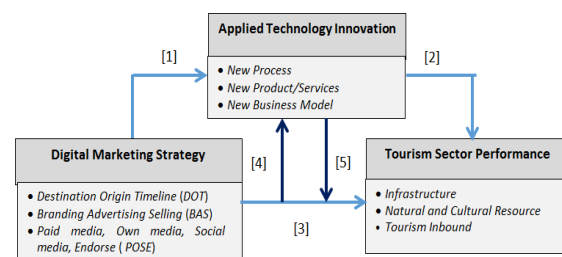 Applied Technology Innovation
[1]
[2]
• New Process
• New Product/Services
• New Business Model
Digital Marketing Strategy
[4]
[5]
Tourism Sector Performance
• Destination Origin Timeline (DOT)
• Branding Advertising Selling (BAS)
• Paid media, Own media, Social
media, Endorse ( POSE)
[3]
• Infrastructure
• Natural and Cultural Resource
• Tourism Inbound